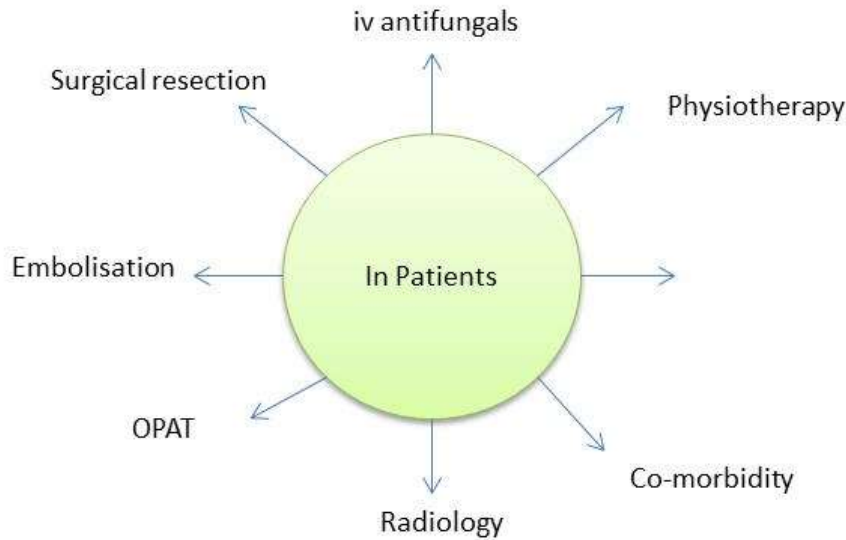 iv antifungals
Surgical resection
Physiotherapy
Embolisation
In Patients
OPAT
Co-morbidity
Radiology